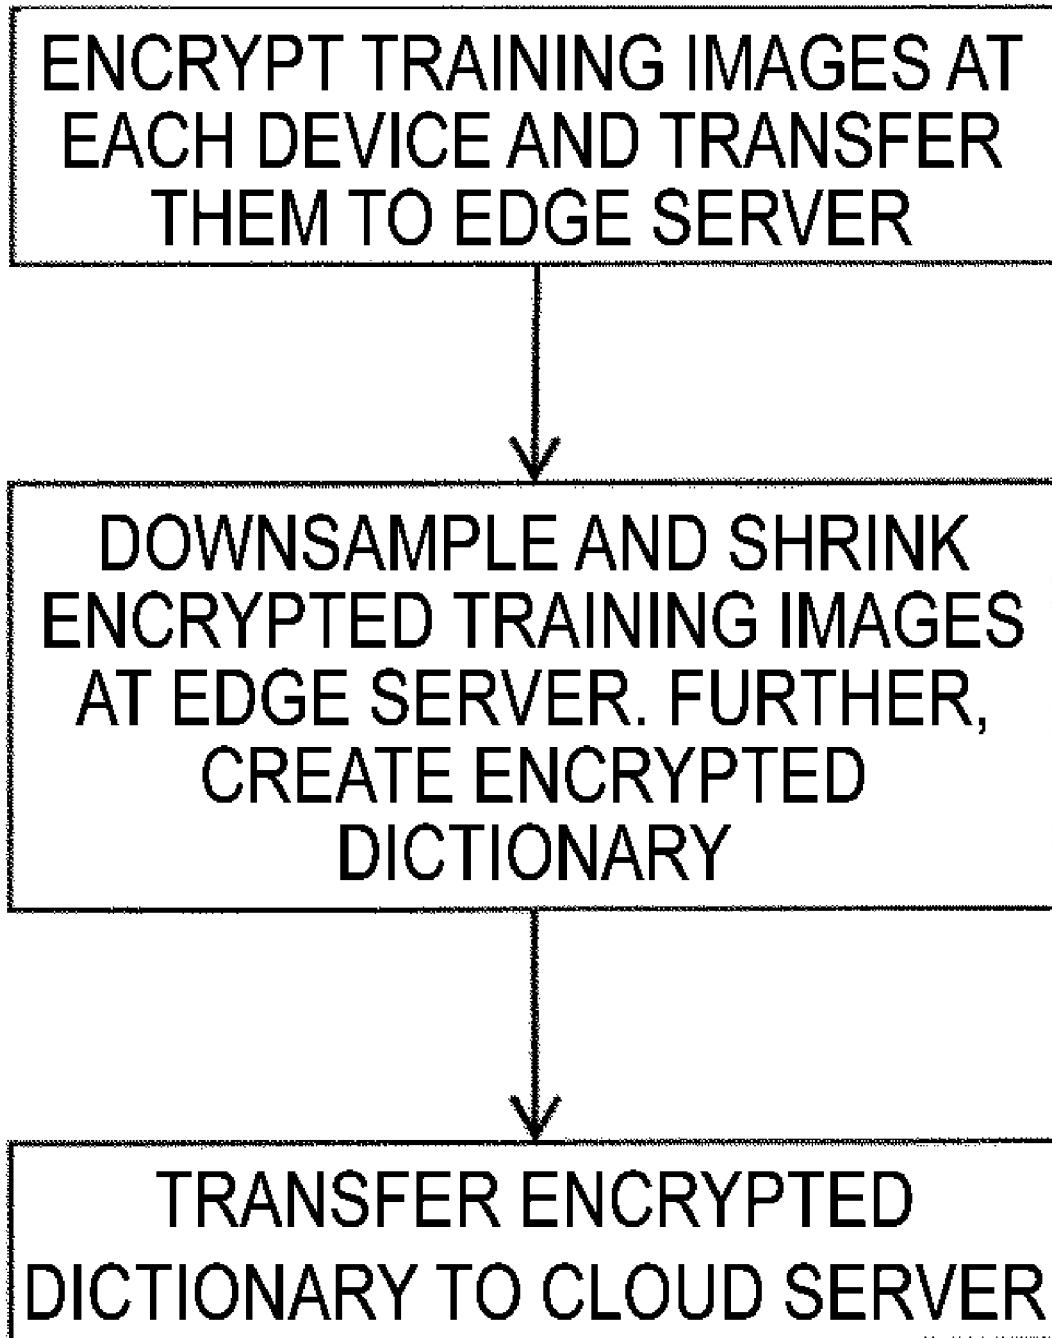 ENCRYPT TRAINING IMAGES AT
EACH DEVICE AND TRANSFER
THEM TO EDGE SERVER
DOWNSAMPLE AND SHRINK
ENCRYPTED TRAINING IMAGES
AT EDGE SERVER. FURTHER,
CREATE ENCRYPTED
DICTIONARY
TRANSFER ENCRYPTED
DICTIONARY TO CLOUD SERVER